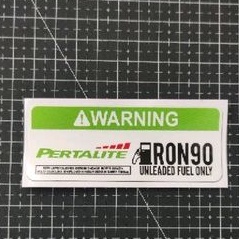 WARNING
PERTALITE
RON90
UNLEADED FUEL ONLY